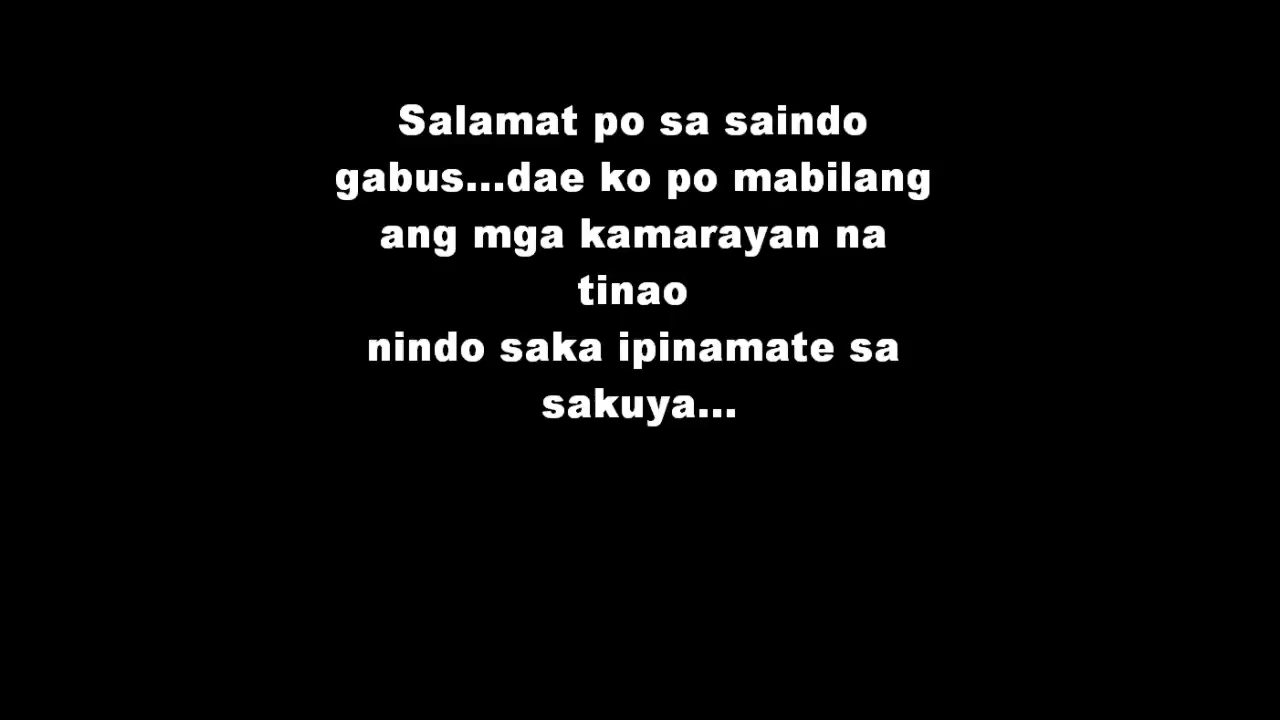 Salamat po sa saindo
gabus...dae ko po mabilang
ang mga kamarayan na
tinao
nindo saka ipinamate sa
sakuya...